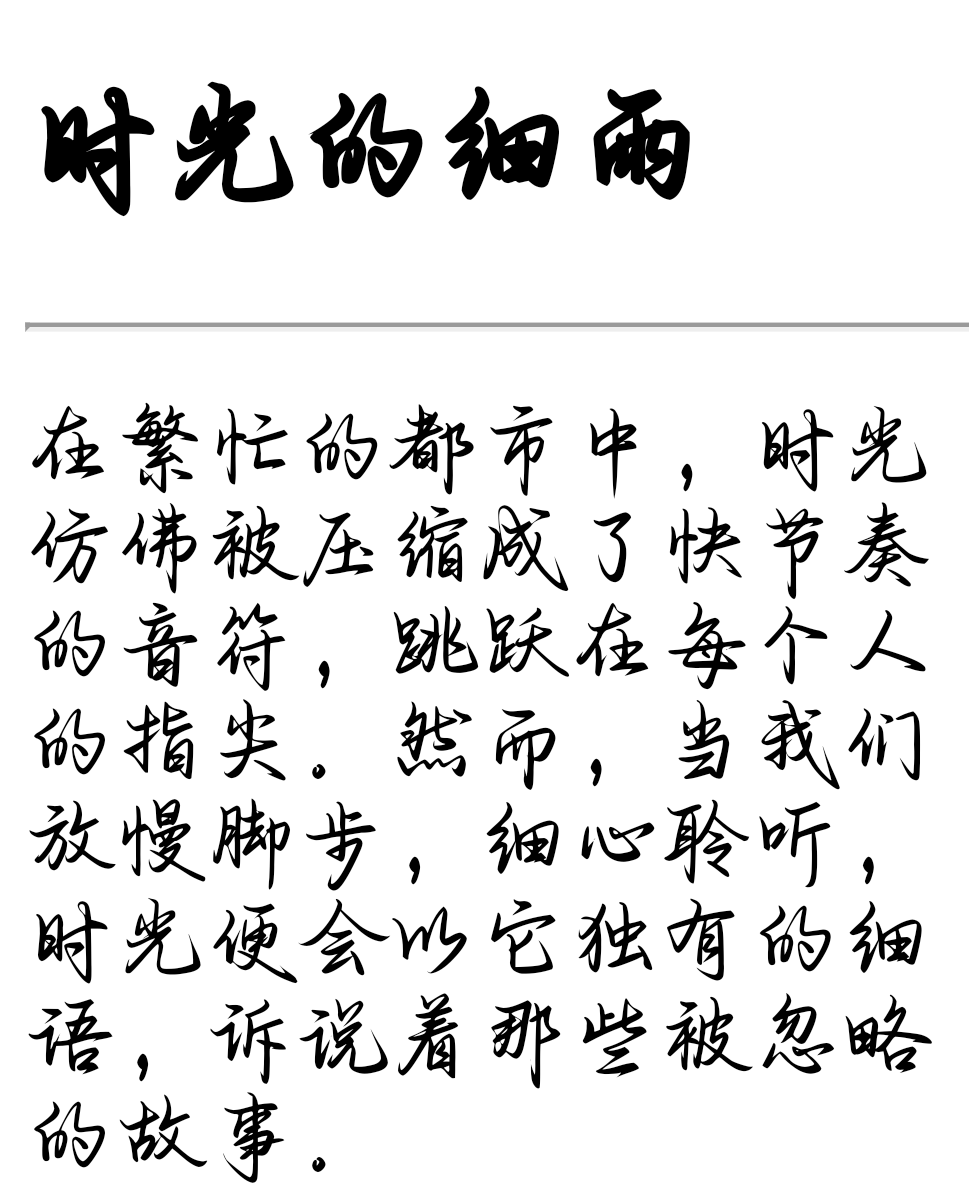 时光的细雨
在繁忙的都市中，时光
仿佛被压缩成了快节奏
的音符，跳跃在每个人
的指尖。然而，当我们
放慢脚步，细心聆听，
时光便会以它独有的细
语，诉说着那些被忽略
的故事。